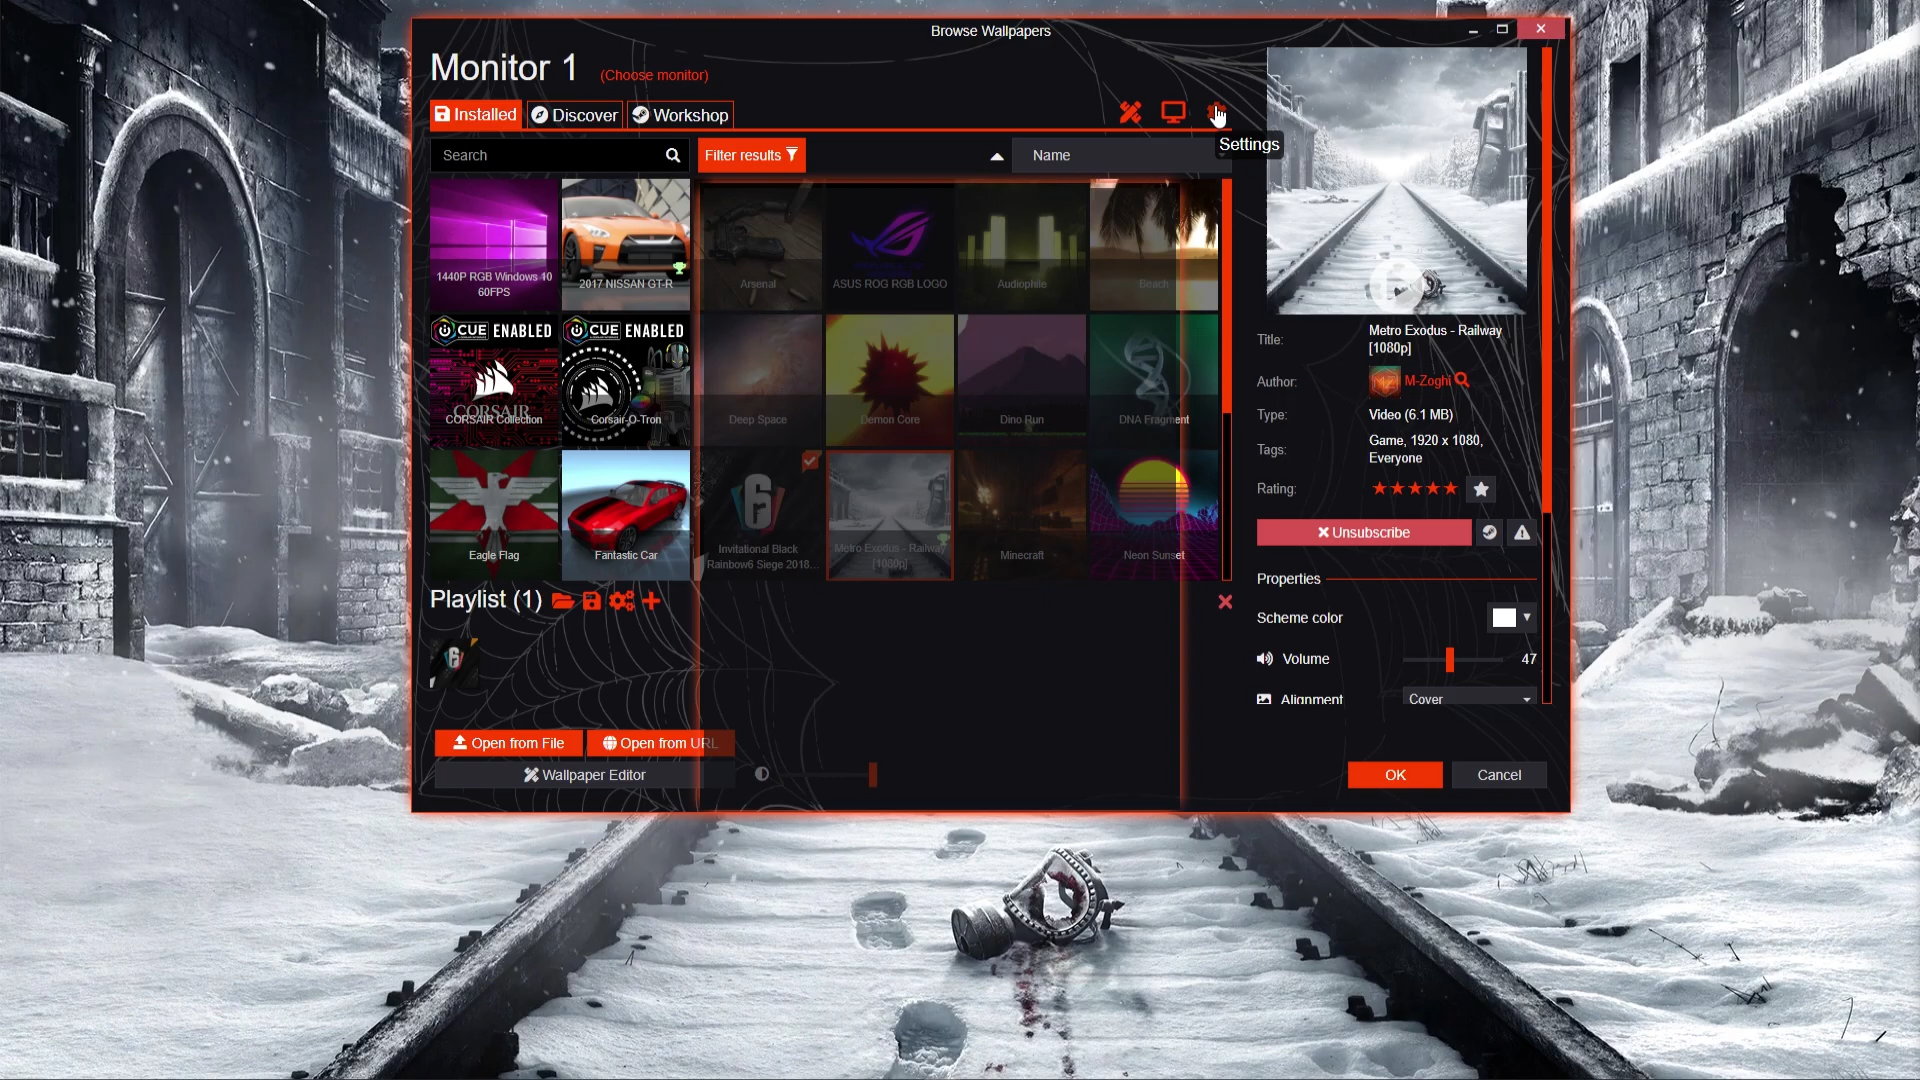 Browse Wallpapers
Monitor 1 (Choose monitor)
Installed Discover Workshop
Settings
Search Filter results Name
1440P RGB Windows 10
60FPS
2017 NISSAN GT-R
Arsenal
ASUS ROG RGB LOGO
Audiophile
Beach
CUE ENABLED
CORSAIR
CORSAIR Collection
CUE ENABLED
Corsair-O-Tron
Deep Space
Demon Core
Dino Run
DNA Fragment
Eagle Flag
Fantastic Car
6
Invitational Black
Rainbow6 Siege 2018...
Metro Exodus - Railway
[1080p]
Minecraft
Neon Sunset
Playlist (1)
6
Open from File Open from URL
Wallpaper Editor
Title: Metro Exodus - Railway
[1080p]
Author: MZ M-Zoghi
Type: Video (6.1 MB)
Tags: Game, 1920 x 1080,
Everyone
Rating:
Unsubscribe
Properties
Scheme color
Volume 47
Alignment Cover
OK Cancel